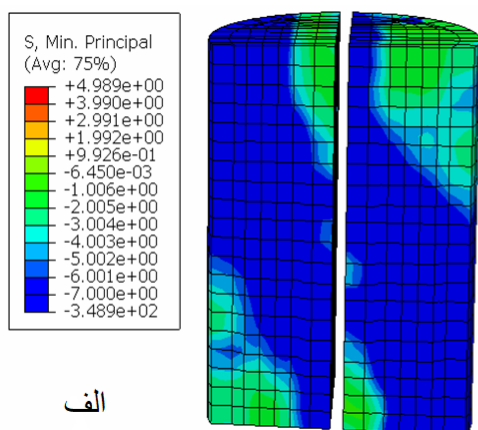 S, Min. Principal
(Avg: 75%)
+4.989e+00
+3.990e+00
+2.991e+00
+1.992e+00
+9.926e-01
-6.450e-03
-1.006e+00
-2.005e+00
-3.004e+00
-4.003e+00
-5.002e+00
-6.001e+00
-7.000e+00
-3.489e+02
الف